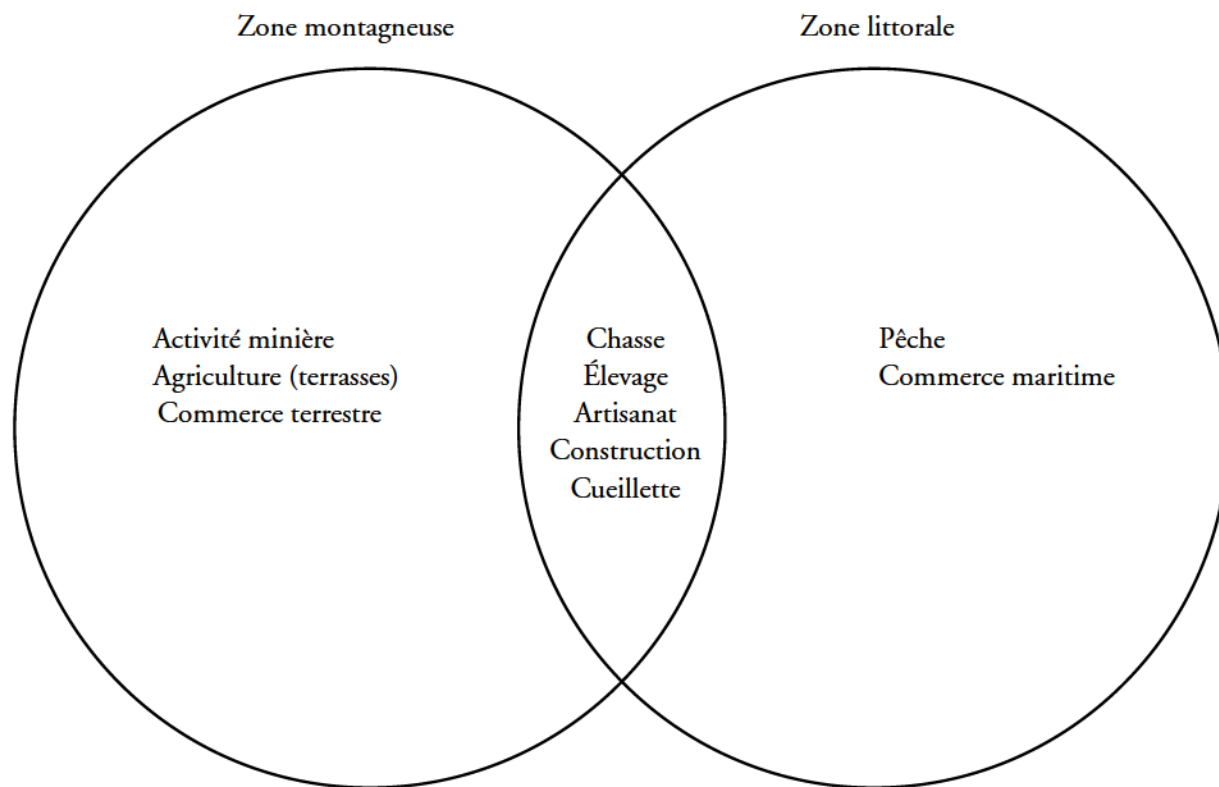 Zone montagneuse
Zone littorale
Activité minière
Agriculture (terrasses)
Commerce terrestre
Chasse
Élevage
Artisanat
Construction
Cueillette
Pêche
Commerce maritime